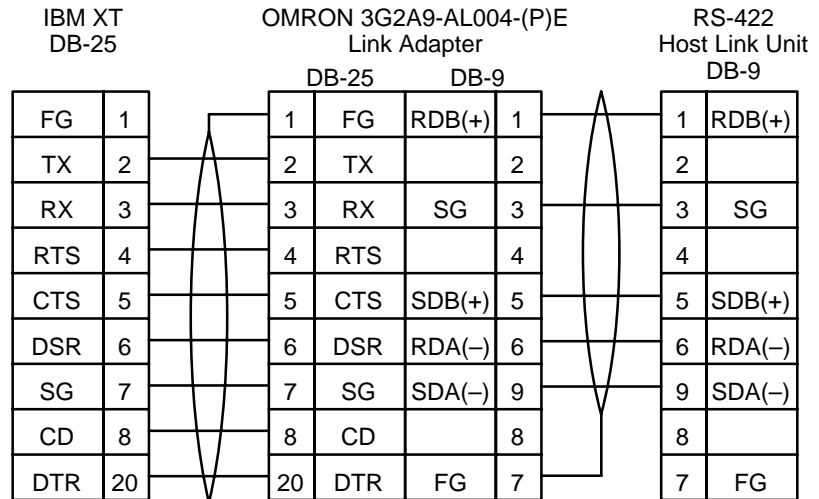 IBM XT OMRON 3G2A9-AL004-(P)E RS-422
DB-25 Link Adapter Host Link Unit
DB-25 DB-9 DB-9
FG 1 1 FG RDB(+) 1 1 RDB(+)
TX 2 2 TX 2 2
RX 3 3 RX SG 3 3 SG
RTS 4 4 RTS 4 4
CTS 5 5 CTS SDB(+) 5 5 SDB(+)
DSR 6 6 DSR RDA(–) 6 6 RDA(–)
SG 7 7 SG SDA(–) 9 9 SDA(–)
CD 8 8 CD 8 8
DTR 20 20 DTR FG 7 7 FG